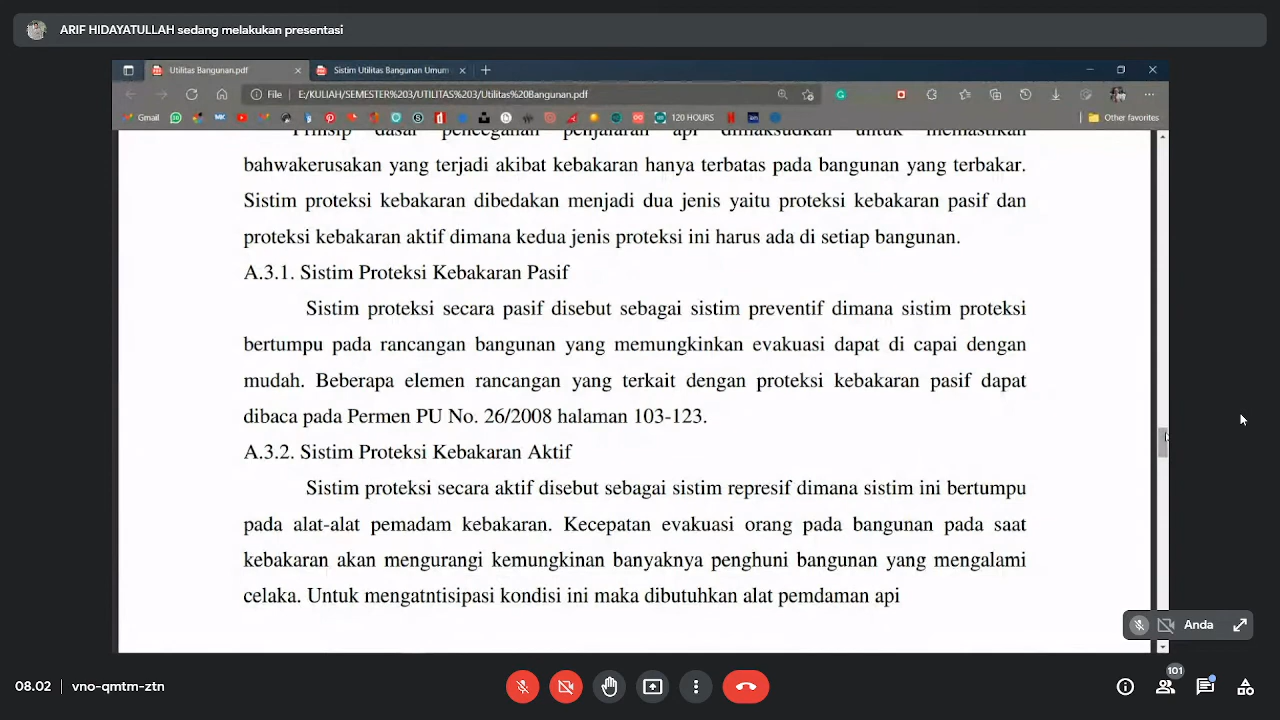 ARIF HIDAYATULLAH sedang melakukan presentasi
Utilitas Bangunan.pdf
Sistim Utilitas Bangunan Umum
File
E:/KULIAH/SEMESTER%203/UTILITAS%203/Utilitas%20Bangunan.pdf
Gmail
120 HOURS
Other favorites
Prinsip dasar pencegahan penjalaran api dimaksudkan untuk memastikan
bahwakerusakan yang terjadi akibat kebakaran hanya terbatas pada bangunan yang terbakar.
Sistim proteksi kebakaran dibedakan menjadi dua jenis yaitu proteksi kebakaran pasif dan
proteksi kebakaran aktif dimana kedua jenis proteksi ini harus ada di setiap bangunan.
A.3.1. Sistim Proteksi Kebakaran Pasif
Sistim proteksi secara pasif disebut sebagai sistim preventif dimana sistim proteksi
bertumpu pada rancangan bangunan yang memungkinkan evakuasi dapat di capai dengan
mudah. Beberapa elemen rancangan yang terkait dengan proteksi kebakaran pasif dapat
dibaca pada Permen PU No. 26/2008 halaman 103-123.
A.3.2. Sistim Proteksi Kebakaran Aktif
Sistim proteksi secara aktif disebut sebagai sistim represif dimana sistim ini bertumpu
pada alat-alat pemadam kebakaran. Kecepatan evakuasi orang pada bangunan pada saat
kebakaran akan mengurangi kemungkinan banyaknya penghuni bangunan yang mengalami
celaka. Untuk mengatntisipasi kondisi ini maka dibutuhkan alat pemdaman api
Anda
08.02 | vno-qmtm-ztn
101